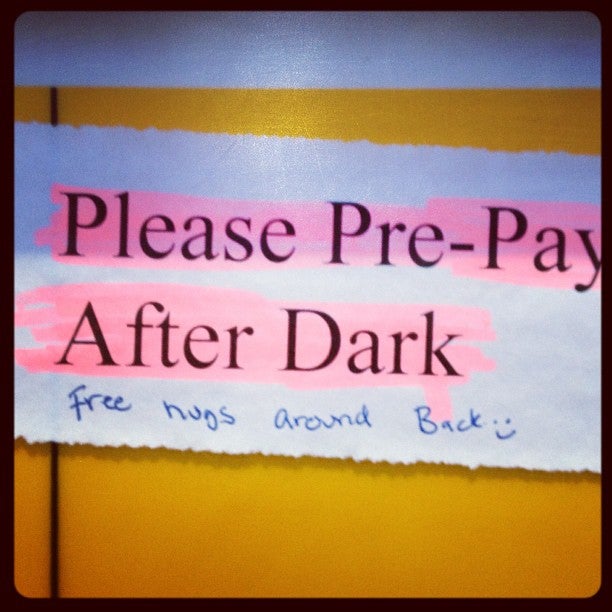 Please Pre-Pay
After Dark
Free hugs around Back :)